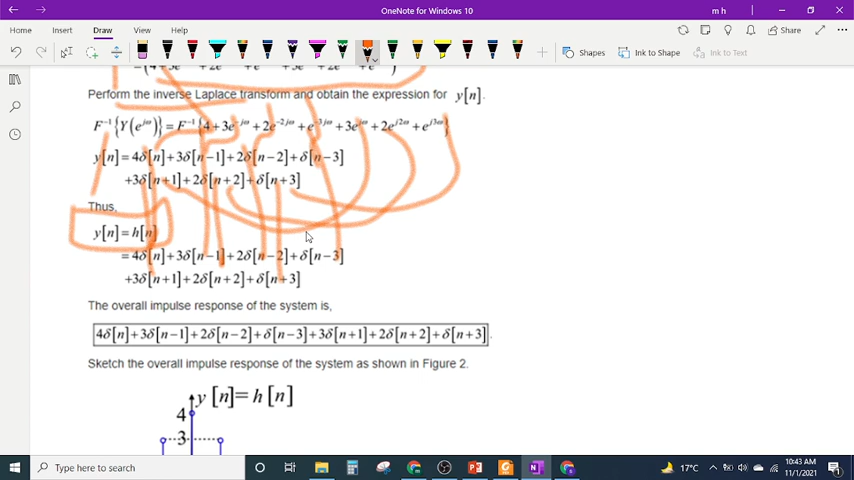 OneNote for Windows 10
m h
Home Insert Draw View Help
Share
Shapes Ink to Shape Ink to Text
Perform the inverse Laplace transform and obtain the expression for y[n].
F⁻¹{Y(e^{jω})} = F⁻¹{4+3e^{-jω}+2e^{-2jω}+e^{-3jω}+3e^{jω}+2e^{j2ω}+e^{j3ω}}
y[n] = 4δ[n]+3δ[n−1]+2δ[n−2]+δ[n−3]
+3δ[n+1]+2δ[n+2]+δ[n+3]
Thus,
y[n] = h[n]
= 4δ[n]+3δ[n−1]+2δ[n−2]+δ[n−3]
+3δ[n+1]+2δ[n+2]+δ[n+3]
The overall impulse response of the system is,
4δ[n]+3δ[n−1]+2δ[n−2]+δ[n−3]+3δ[n+1]+2δ[n+2]+δ[n+3]
Sketch the overall impulse response of the system as shown in Figure 2.
y[n]= h[n]
4
3
Type here to search
17°C
10:43 AM
11/1/2021